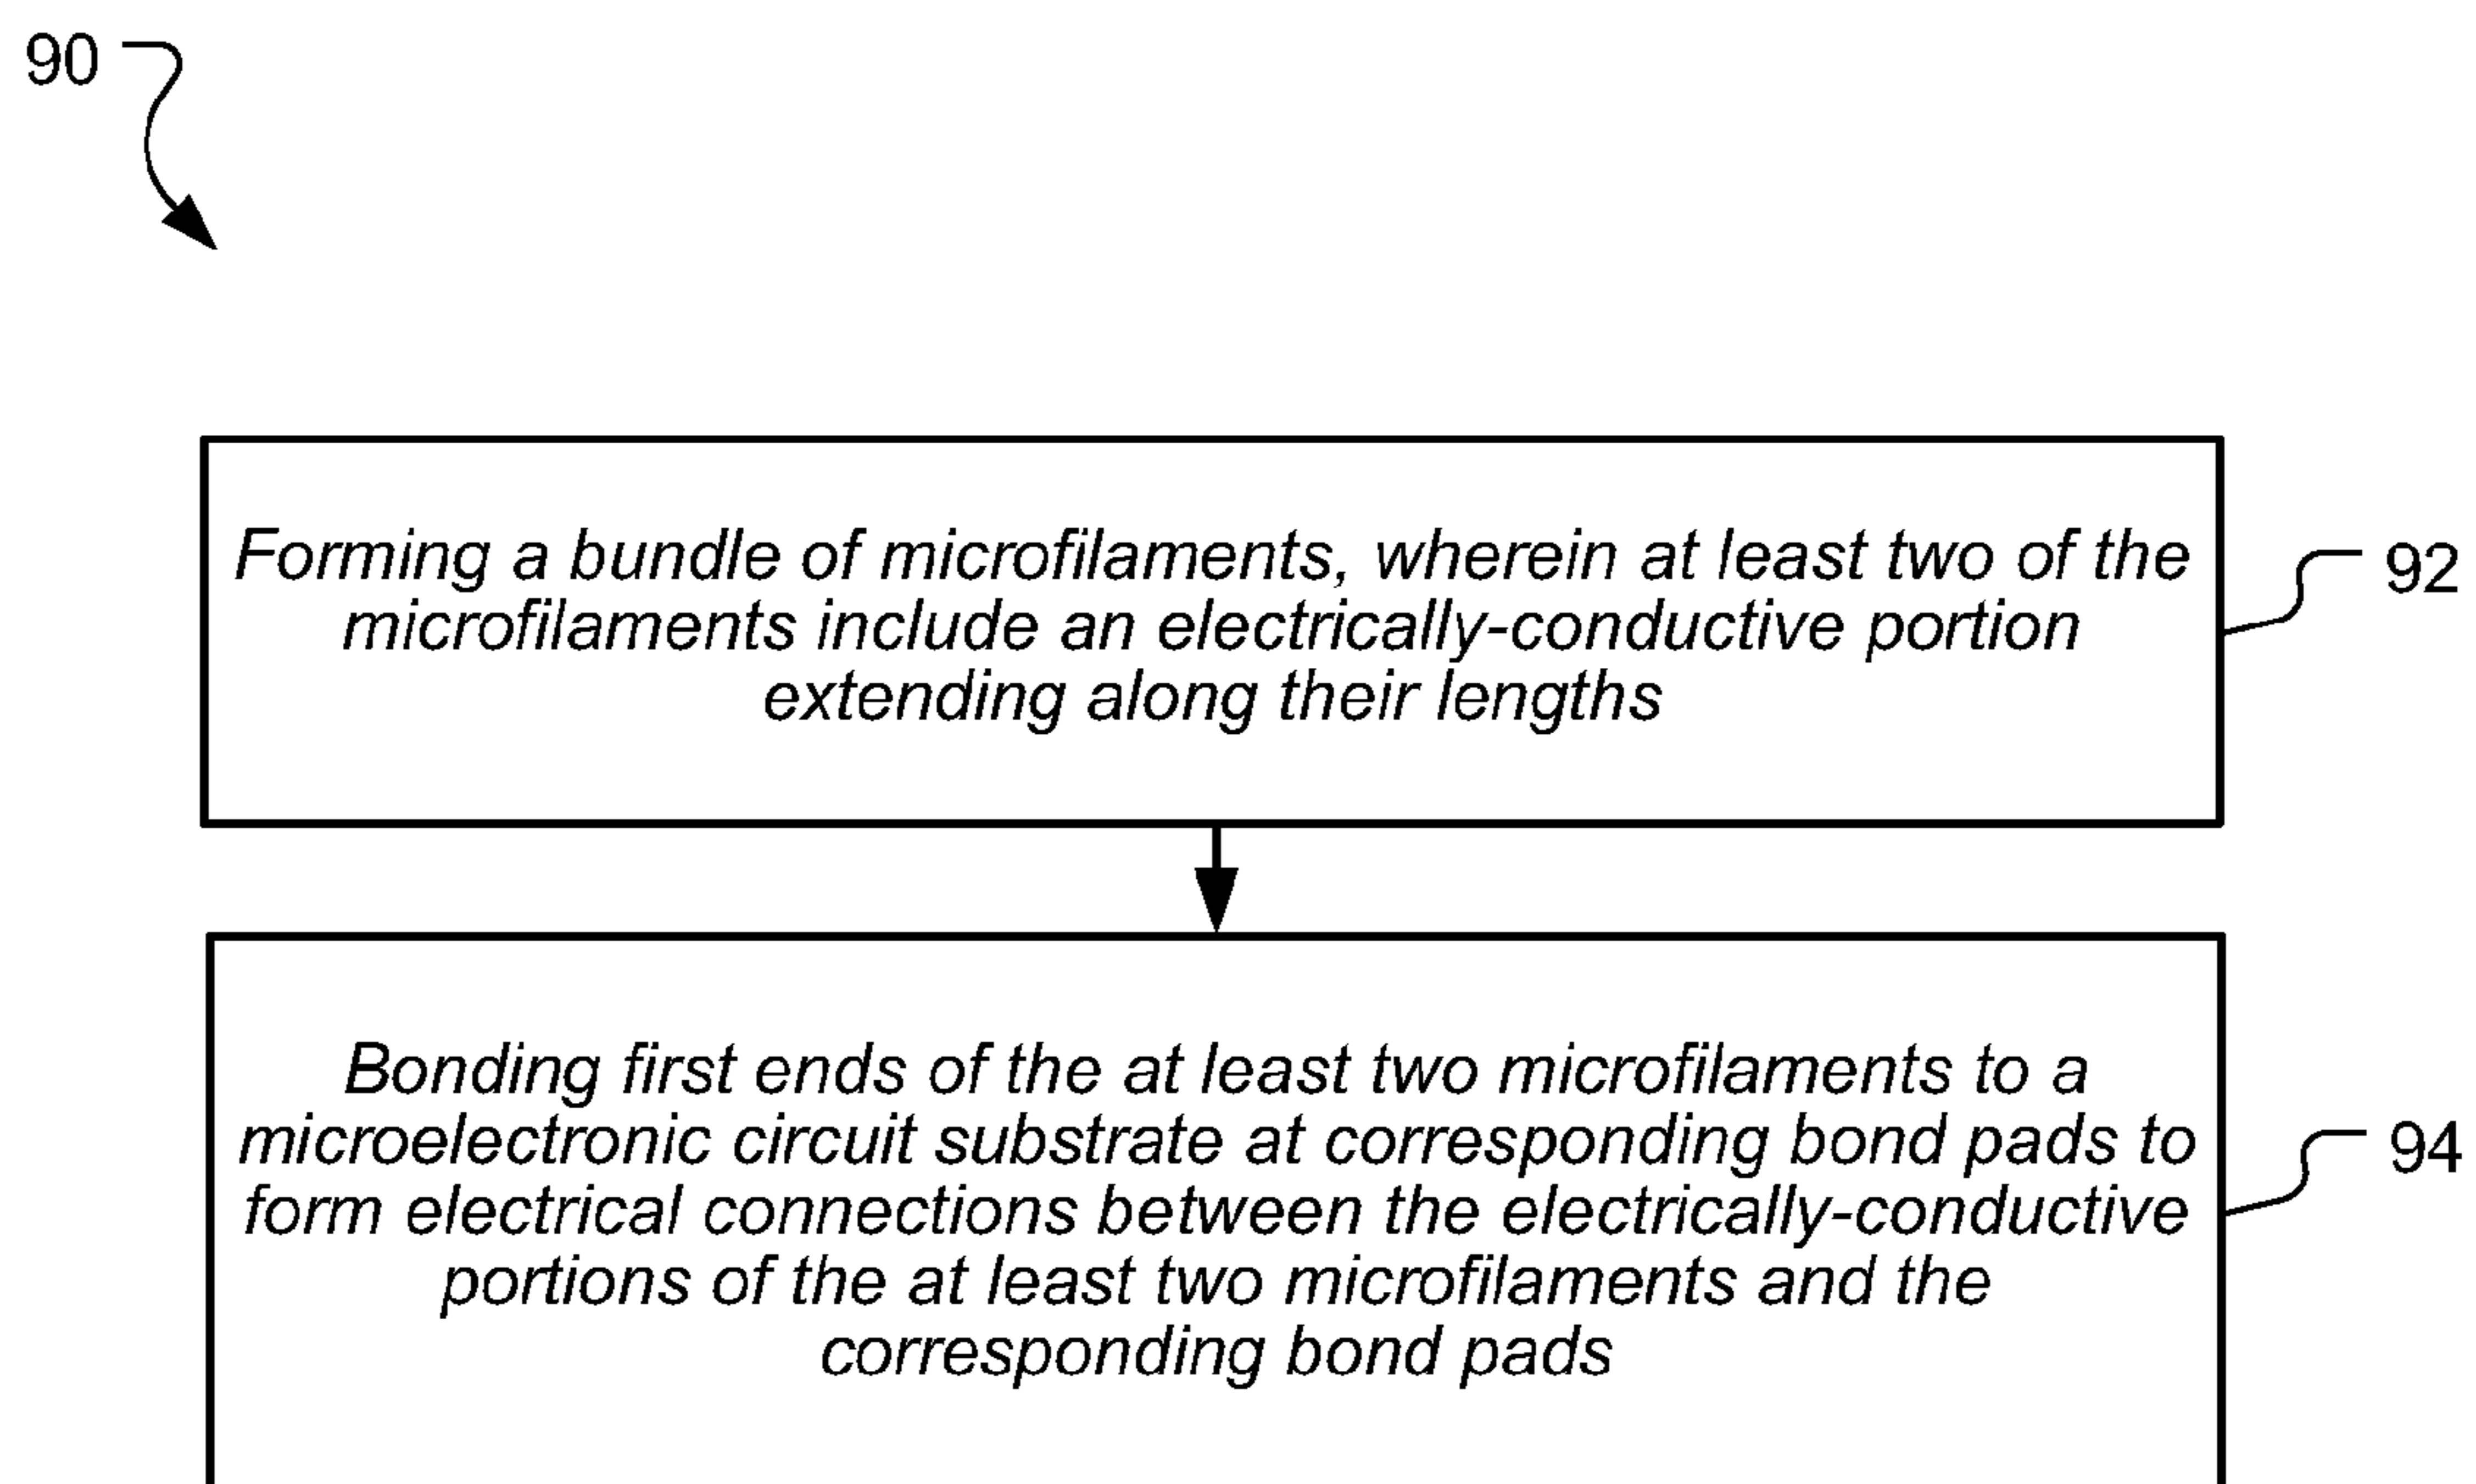 90
Forming a bundle of microfilaments, wherein at least two of the
microfilaments include an electrically-conductive portion
extending along their lengths
92
Bonding first ends of the at least two microfilaments to a
microelectronic circuit substrate at corresponding bond pads to
form electrical connections between the electrically-conductive
portions of the at least two microfilaments and the
corresponding bond pads
94